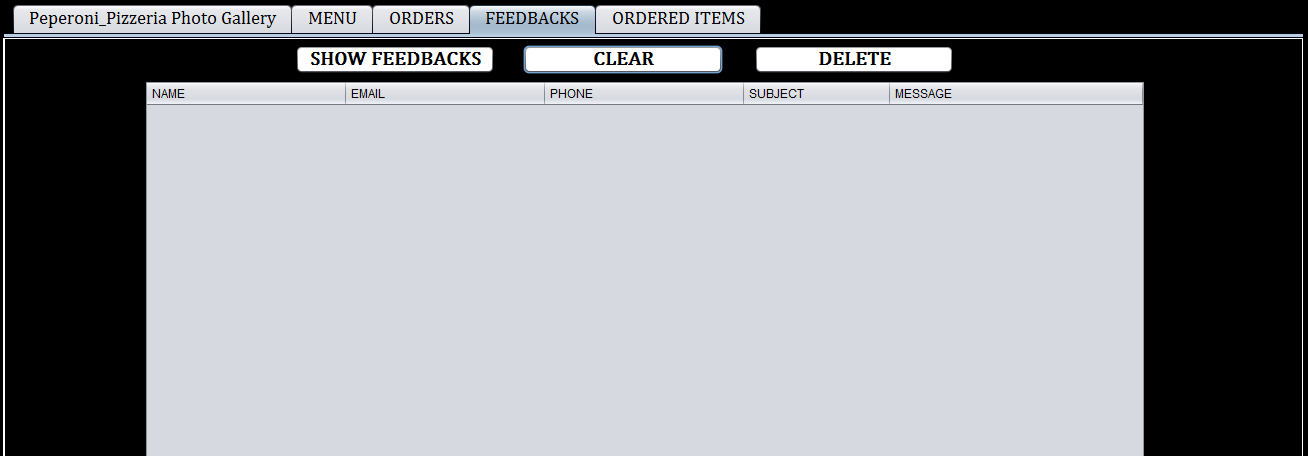 Peperoni_Pizzeria Photo Gallery MENU ORDERS FEEDBACKS ORDERED ITEMS
SHOW FEEDBACKS CLEAR DELETE
NAME EMAIL PHONE SUBJECT MESSAGE